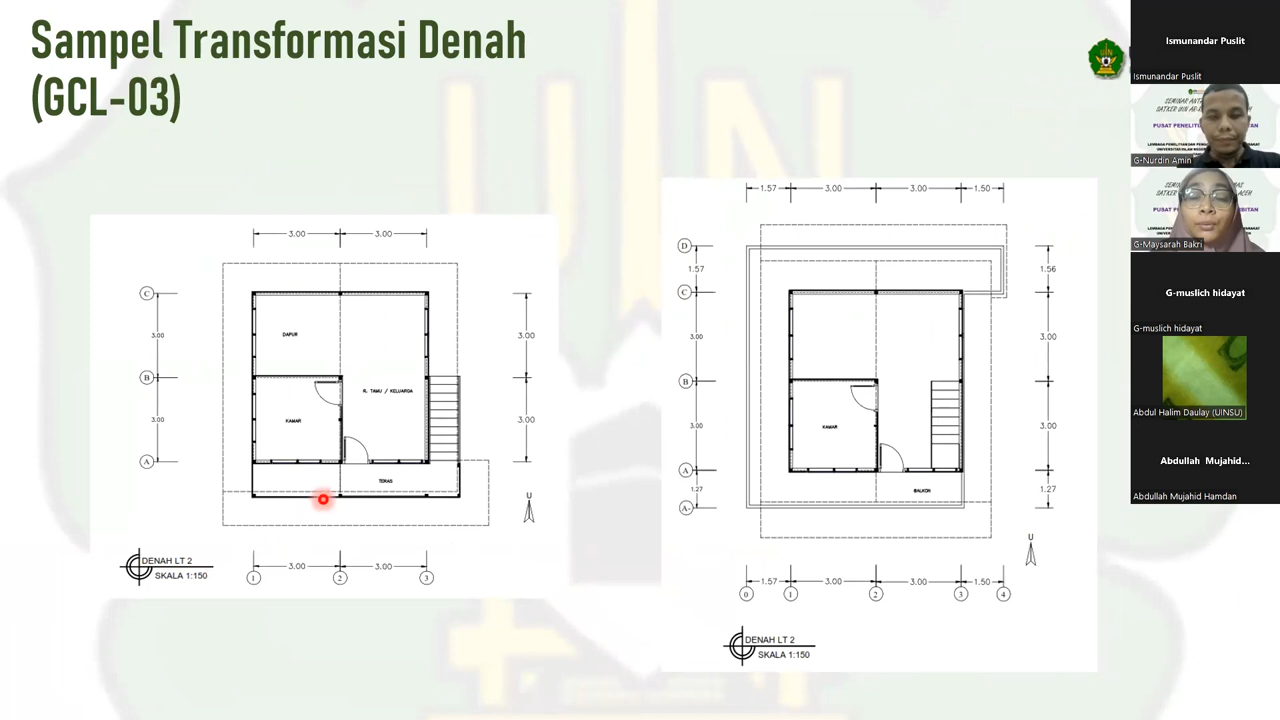 Sampel Transformasi Denah
(GCL-03)
3.00
3.00
C
3.00
3.00
DAPUR
B
R. TAMU / KELUARGA
KAMAR
3.00
3.00
A
TERAS
U
DENAH LT 2
SKALA 1:150
3.00
3.00
1
2
3
1.57
3.00
3.00
1.50
D
1.57
1.56
C
3.00
3.00
B
KAMAR
3.00
3.00
A
1.27
BALKON
1.27
A-
U
1.57
3.00
3.00
1.50
0
1
2
3
4
DENAH LT 2
SKALA 1:150
UIN
Ismunandar Puslit
Ismunandar Puslit
G-Nurdin Amin
G-Maysarah Bakri
G-muslich hidayat
G-muslich hidayat
Abdul Halim Daulay (UINSU)
Abdullah Mujahid...
Abdullah Mujahid Hamdan